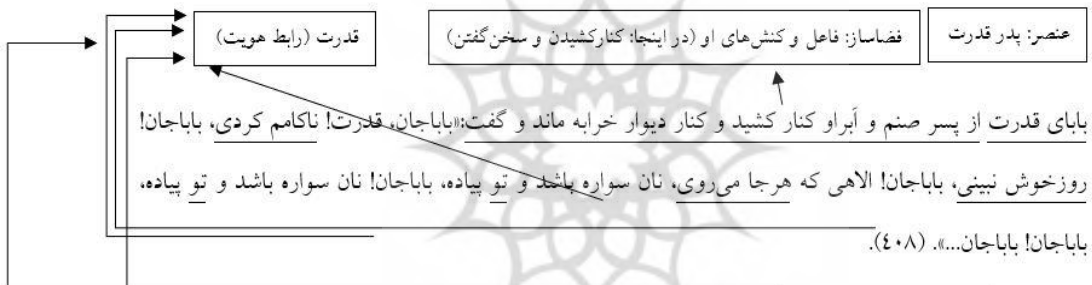 عنصر: پدر قدرت
فضاساز: فاعل و کنش‌های او (در اینجا: کنارکشیدن و سخن‌گفتن)
قدرت (رابط هویت)
بابای قدرت از پسر صنم و اَبراو کنار کشید و کنار دیوار خرابه ماند و گفت:«باباجان، قدرت! ناکامم کردی، باباجان!
روزخوش نبینی، باباجان! الاهی که هرجا می‌روی، نان سواره باشد و تو پیاده، باباجان! نان سواره باشد و تو پیاده،
باباجان! باباجان...». (٤٠٨).